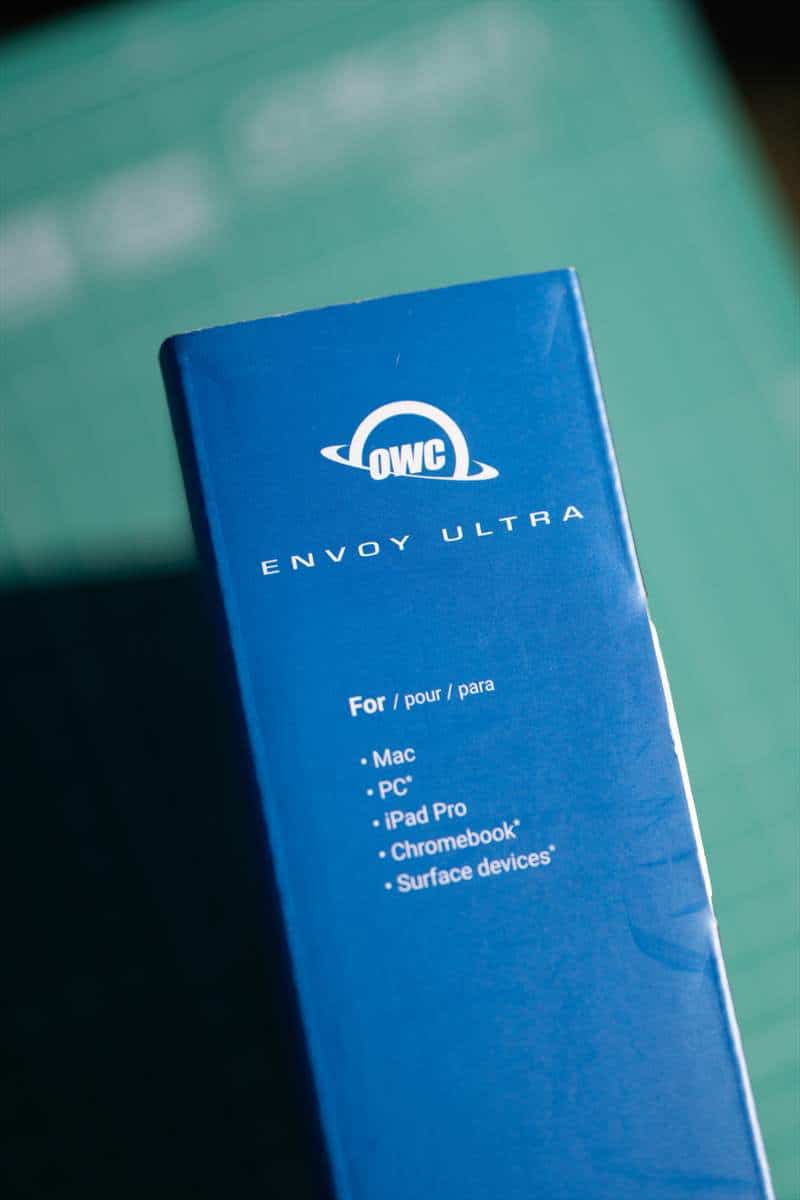 OWC
ENVOY ULTRA
For / pour / para
• Mac
• PC*
• iPad Pro
• Chromebook*
• Surface devices*